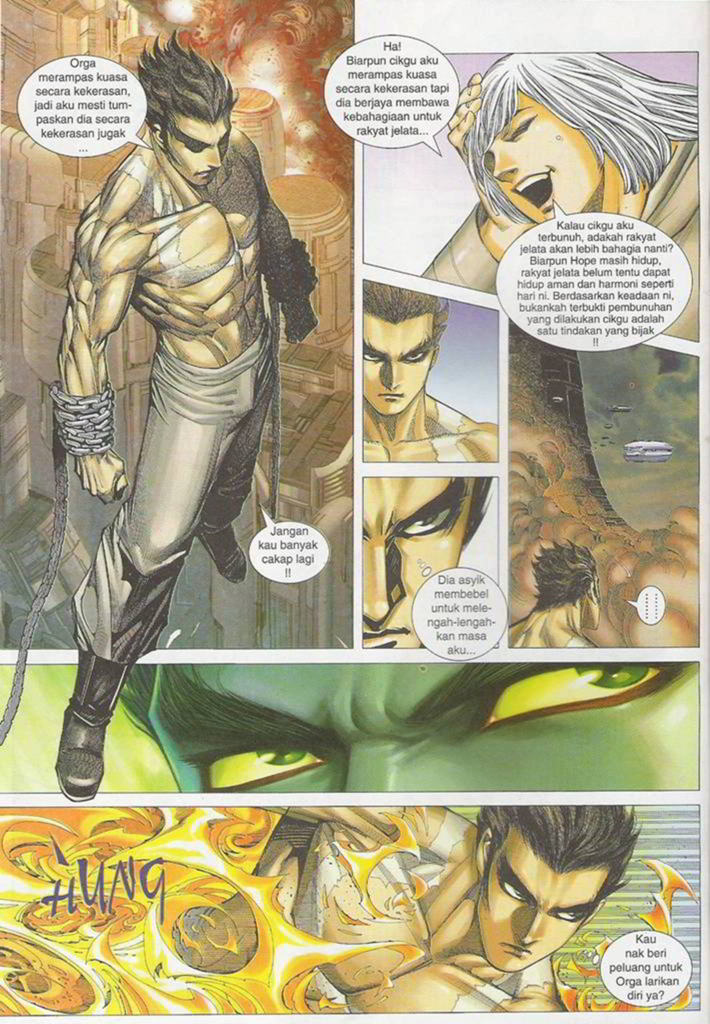 Orga
merampas kuasa
secara kekerasan,
jadi aku mesti tum-
paskan dia secara
kekerasan jugak
...
Ha!
Biarpun cikgu aku
merampas kuasa
secara kekerasan tapi
dia berjaya membawa
kebahagiaan untuk
rakyat jelata...
Kalau cikgu aku
terbunuh, adakah rakyat
jelata akan lebih bahagia nanti?
Biarpun Hope masih hidup,
rakyat jelata belum tentu dapat
hidup aman dan harmoni seperti
hari ni. Berdasarkan keadaan ni,
bukankah terbukti pembunuhan
yang dilakukan cikgu adalah
satu tindakan yang bijak
!!
Jangan
kau banyak
cakap lagi
!!
Dia asyik
membebel
untuk mele-
ngah-lengah-
kan masa
aku...
HUNG
Kau
nak beri
peluang untuk
Orga larikan
diri ya?